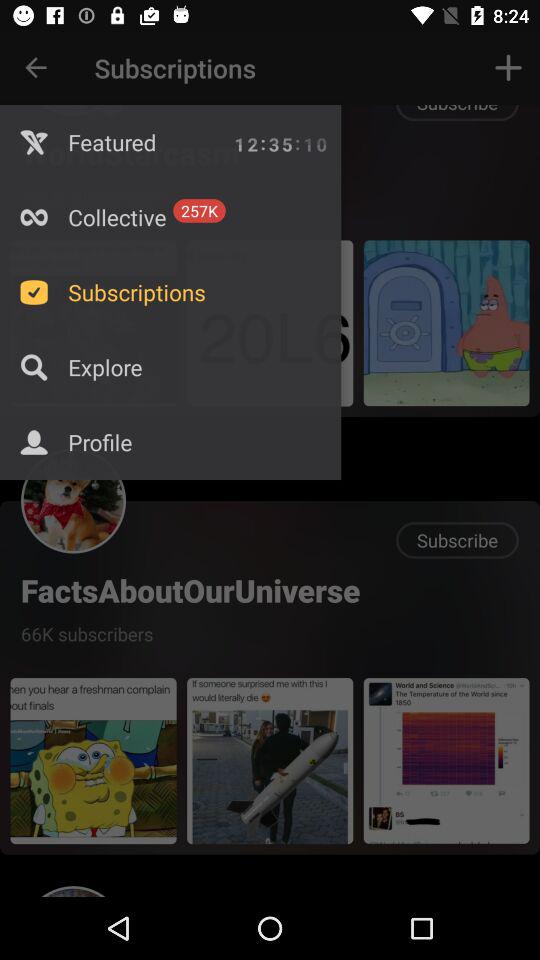 8:24
Subscriptions
Subscribe
Featured 12:35:10
Collective 257K
20L6
Subscriptions
Explore
Profile
Subscribe
FactsAboutOurUniverse
66K subscribers
hen you hear a freshman complain
out finals
If someone surprised me with this I
would literally die 😍
World and Science
The Temperature of the World since
1850
BS